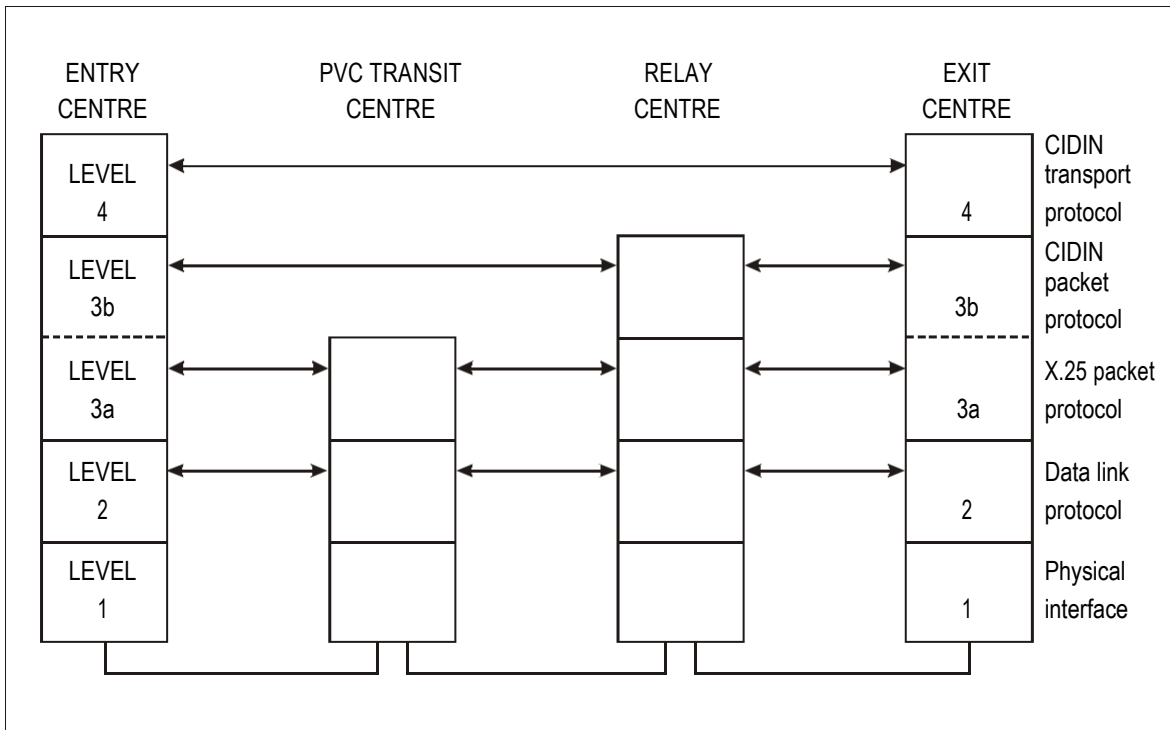 ENTRY
CENTRE
PVC TRANSIT
CENTRE
RELAY
CENTRE
EXIT
CENTRE
LEVEL
4
4
CIDIN
transport
protocol
LEVEL
3b
3b
CIDIN
packet
protocol
LEVEL
3a
3a
X.25 packet
protocol
LEVEL
2
2
Data link
protocol
LEVEL
1
1
Physical
interface